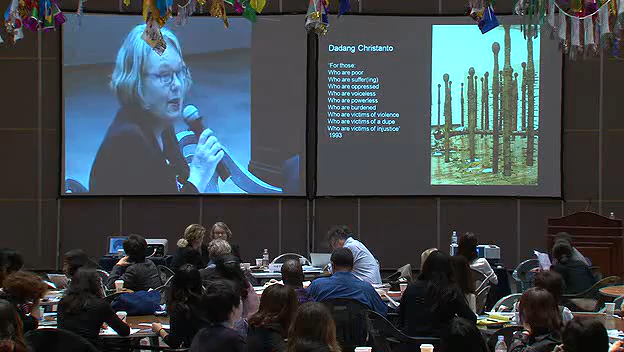 Dadang Christanto
'For those:
Who are poor
Who are suffer(ing)
Who are oppressed
Who are voiceless
Who are powerless
Who are burdened
Who are victims of violence
Who are victims of a dupe
Who are victims of injustice'
1993